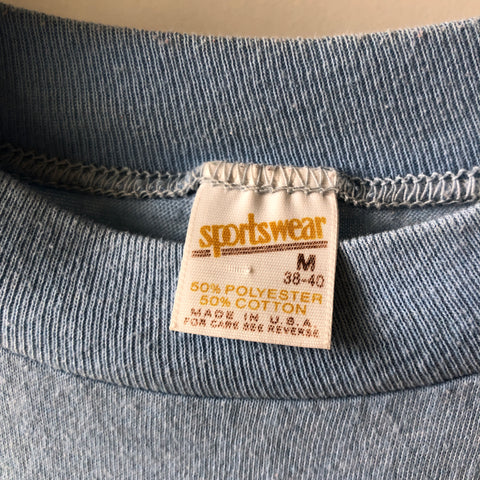 sportswear
M
38-40
50% POLYESTER
50% COTTON
MADE IN U.S.A.
FOR CARE SEE REVERSE